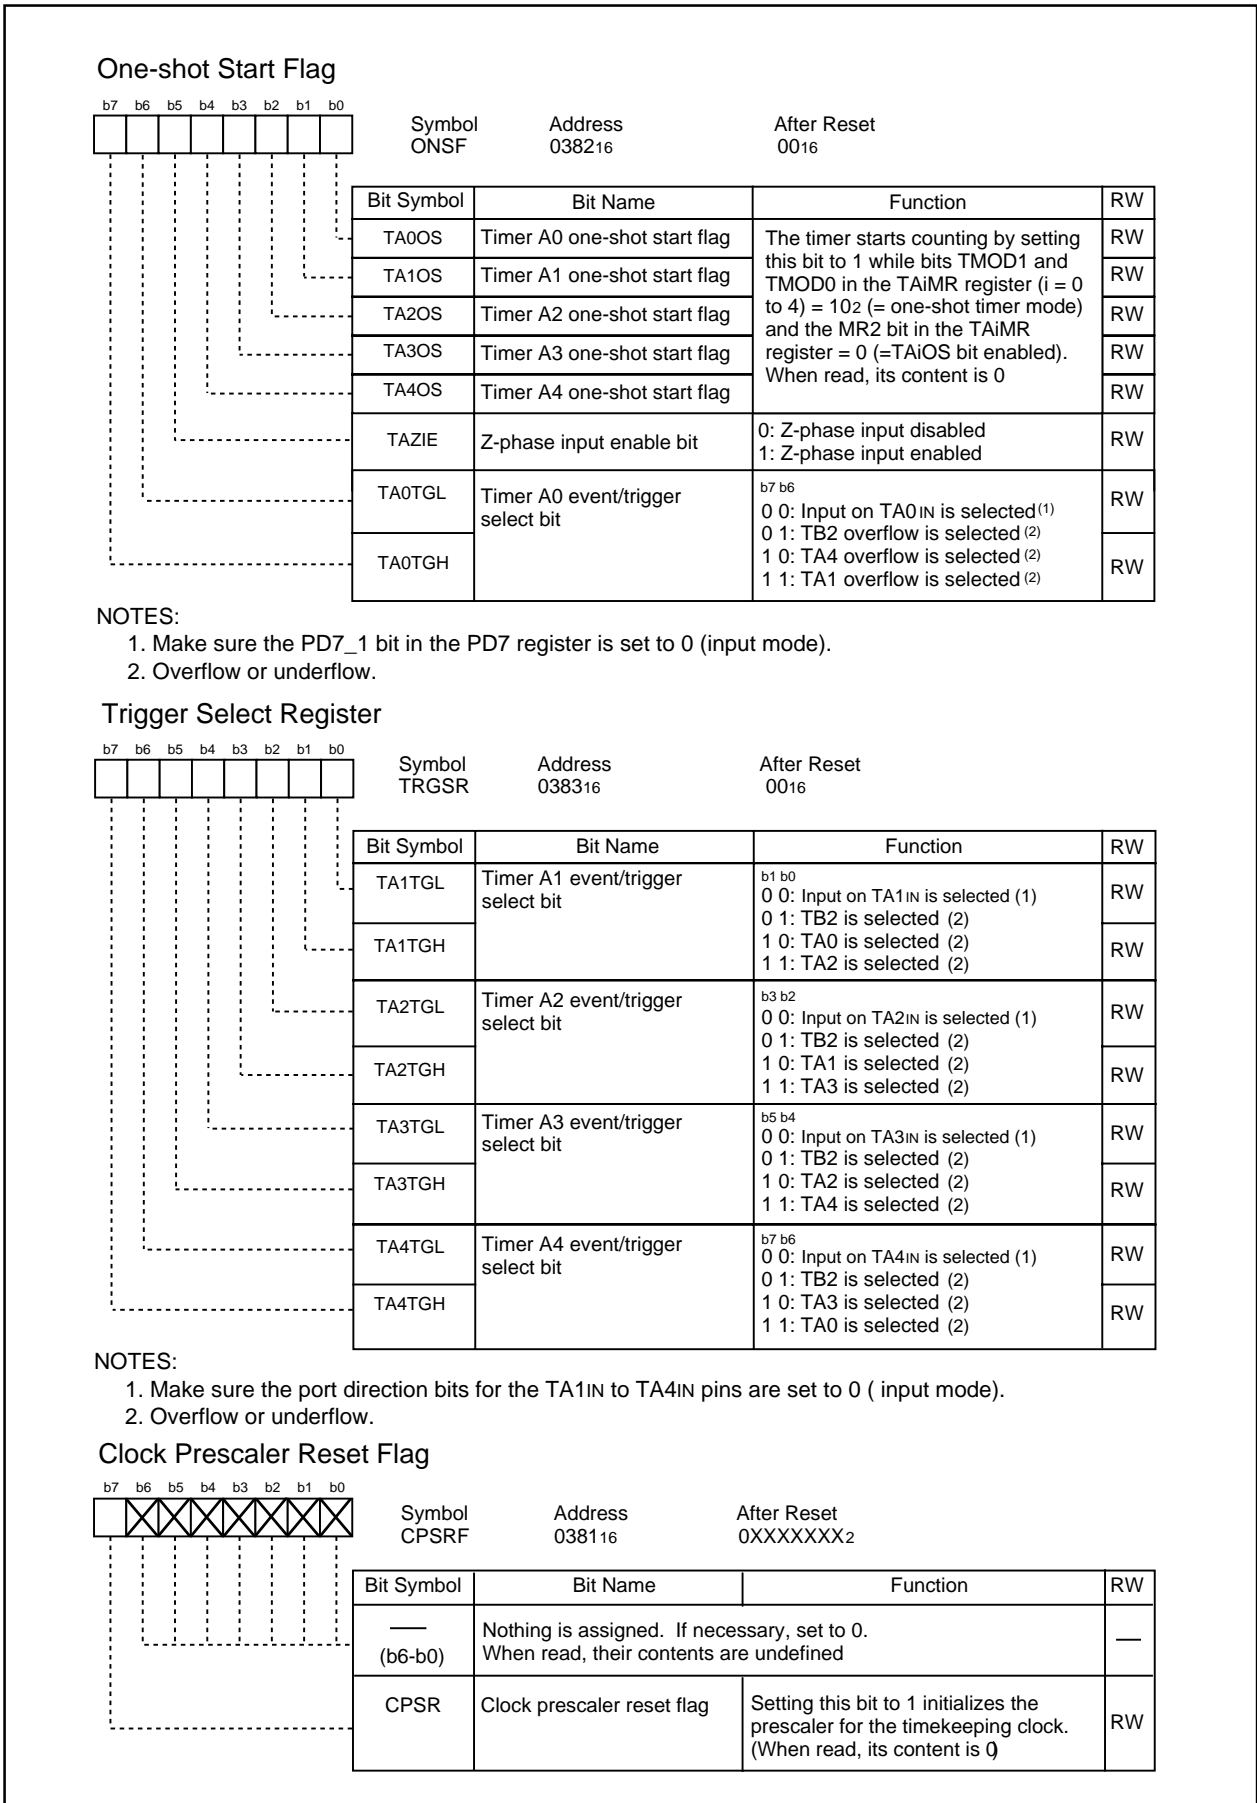 One-shot Start Flag
b7 b6 b5 b4 b3 b2 b1 b0
Symbol Address After Reset
ONSF 038216 0016
Bit Symbol Bit Name Function RW
TA0OS Timer A0 one-shot start flag RW
TA1OS Timer A1 one-shot start flag RW
TA2OS Timer A2 one-shot start flag RW
TA3OS Timer A3 one-shot start flag RW
TA4OS Timer A4 one-shot start flag RW
The timer starts counting by setting
this bit to 1 while bits TMOD1 and
TMOD0 in the TAiMR register (i = 0
to 4) = 102 (= one-shot timer mode)
and the MR2 bit in the TAiMR
register = 0 (=TAiOS bit enabled).
When read, its content is 0
TAZIE Z-phase input enable bit RW
0: Z-phase input disabled
1: Z-phase input enabled
TA0TGL Timer A0 event/trigger RW
select bit
TA0TGH RW
b7 b6
0 0: Input on TA0IN is selected (1)
0 1: TB2 overflow is selected (2)
1 0: TA4 overflow is selected (2)
1 1: TA1 overflow is selected (2)
NOTES:
1. Make sure the PD7_1 bit in the PD7 register is set to 0 (input mode).
2. Overflow or underflow.
Trigger Select Register
b7 b6 b5 b4 b3 b2 b1 b0
Symbol Address After Reset
TRGSR 038316 0016
Bit Symbol Bit Name Function RW
TA1TGL Timer A1 event/trigger RW
select bit
TA1TGH RW
b1 b0
0 0: Input on TA1IN is selected (1)
0 1: TB2 is selected (2)
1 0: TA0 is selected (2)
1 1: TA2 is selected (2)
TA2TGL Timer A2 event/trigger RW
select bit
TA2TGH RW
b3 b2
0 0: Input on TA2IN is selected (1)
0 1: TB2 is selected (2)
1 0: TA1 is selected (2)
1 1: TA3 is selected (2)
TA3TGL Timer A3 event/trigger RW
select bit
TA3TGH RW
b5 b4
0 0: Input on TA3IN is selected (1)
0 1: TB2 is selected (2)
1 0: TA2 is selected (2)
1 1: TA4 is selected (2)
TA4TGL Timer A4 event/trigger RW
select bit
TA4TGH RW
b7 b6
0 0: Input on TA4IN is selected (1)
0 1: TB2 is selected (2)
1 0: TA3 is selected (2)
1 1: TA0 is selected (2)
NOTES:
1. Make sure the port direction bits for the TA1IN to TA4IN pins are set to 0 ( input mode).
2. Overflow or underflow.
Clock Prescaler Reset Flag
b7 b6 b5 b4 b3 b2 b1 b0
Symbol Address After Reset
CPSRF 038116 0XXXXXXX2
Bit Symbol Bit Name Function RW
— Nothing is assigned. If necessary, set to 0. —
(b6-b0) When read, their contents are undefined
CPSR Clock prescaler reset flag RW
Setting this bit to 1 initializes the
prescaler for the timekeeping clock.
(When read, its content is 0)